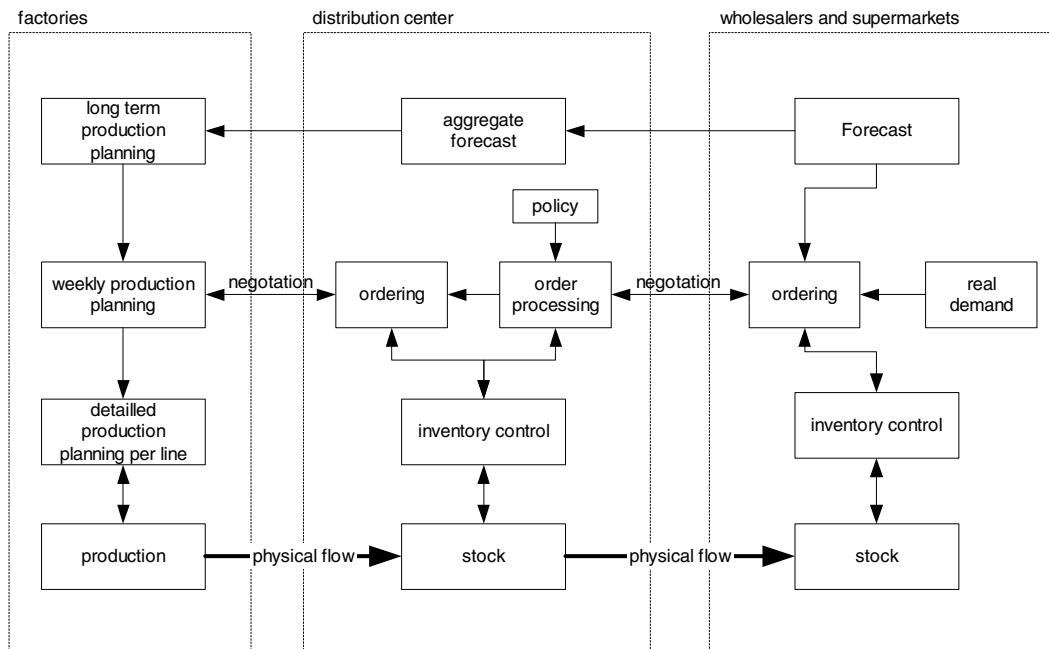 factories
distribution center
wholesalers and supermarkets
long term
production
planning
aggregate
forecast
Forecast
policy
weekly production
planning
negotation
ordering
order
processing
negotation
ordering
real
demand
detailled
production
planning per line
inventory control
inventory control
production
physical flow
stock
physical flow
stock